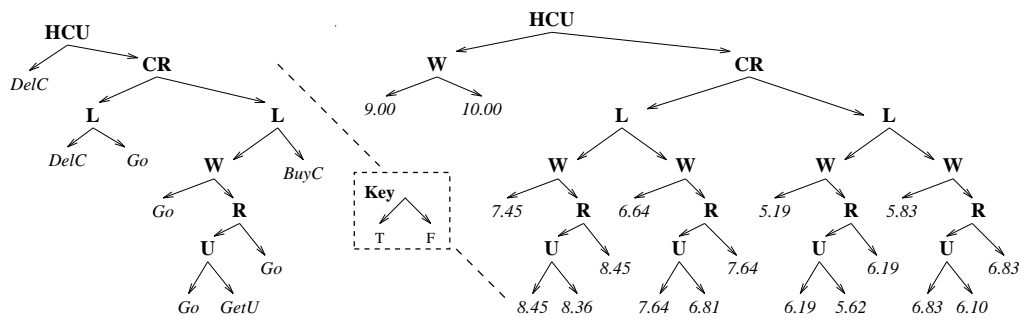 HCU HCU
CR W CR
DelC
9.00 10.00
L L L L
DelC Go W BuyC W W W W
Key
Go R 7.45 R 6.64 R 5.19 R 5.83 R
T F
U Go U 8.45 U 7.64 U 6.19 U 6.83
Go GetU 8.45 8.36 7.64 6.81 6.19 5.62 6.83 6.10